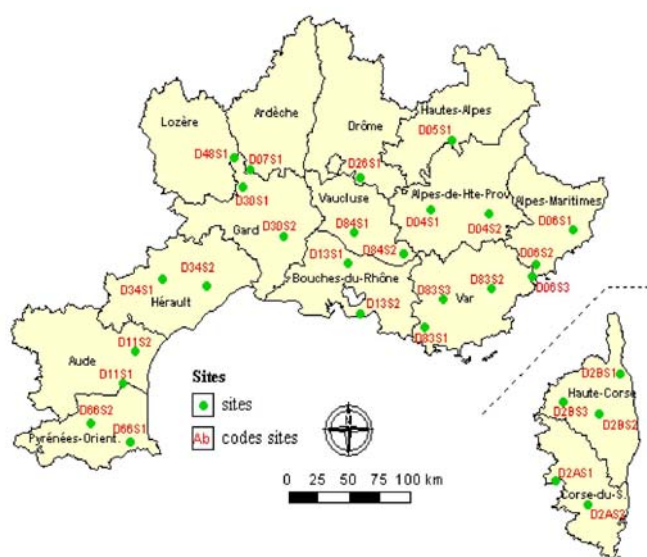 Hautes-Alpes
Ardèche
Lozère
Drôme
D05S1
D48S1
D07S1
D26S1
D30S1
Vaucluse
Alpes-de-Hte-Prov.
Alpes-Maritimes
D04S1
D04S2
D06S1
Gard
D30S2
D84S1
D84S2
D13S1
D06S2
D34S2
Bouches-du-Rhône
D34S1
D83S3
D83S2
D06S3
Hérault
Var
D13S2
D83S1
D11S2
Aude
D11S1
Sites
sites
D2BS1
Haute-Corse
D2BS3
D2BS2
D66S2
Pyrénées-Orient.
D66S1
Ab codes sites
N
D2AS1
0 25 50 75 100 km
Corse-du-S.
D2AS2